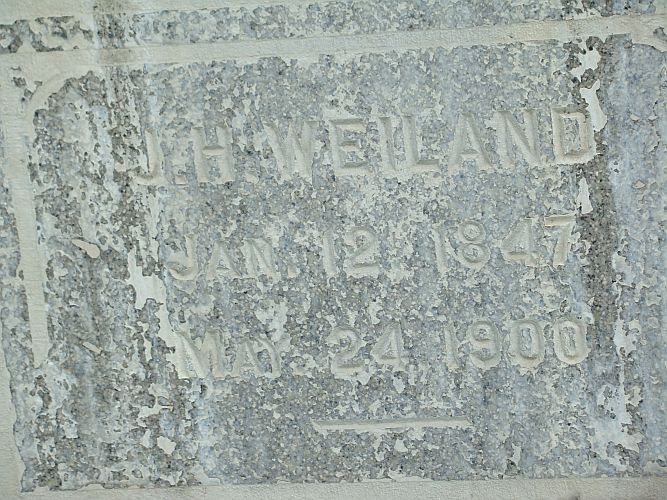 J.H.WEILAND
JAN. 12. 1847
MAY. 24 1900